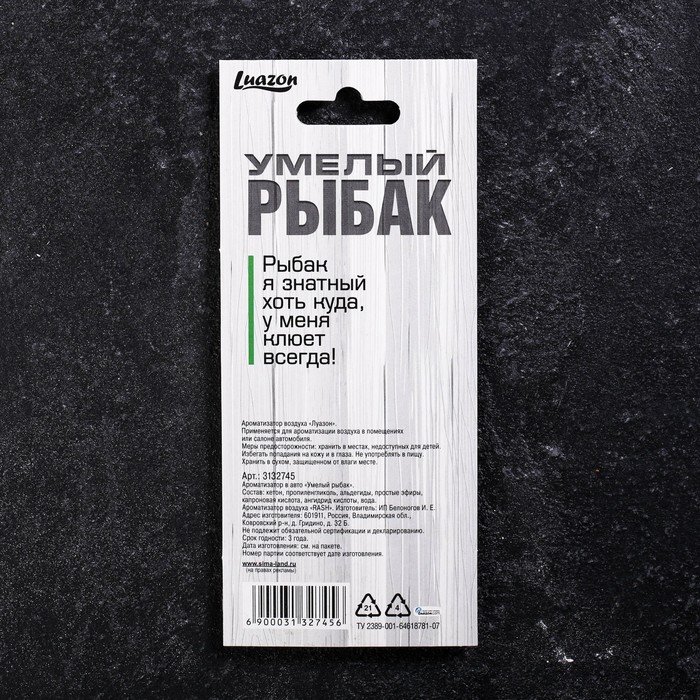 Luazon
УМЕЛЫЙ
РЫБАК
Рыбак
я знатный
хоть куда,
у меня
клюет
всегда!
Ароматизатор воздуха «Луазон».
Применяется для ароматизации воздуха в помещениях
или салоне автомобиля.
Меры предосторожности: хранить в местах, недоступных для детей.
Избегать попадания на кожу и в глаза. Не употреблять в пищу.
Хранить в сухом, защищенном от влаги месте.
Арт.: 3132745
Ароматизатор в авто «Умелый рыбак».
Состав: кетон, пропиленгликоль, альдегиды, простые эфиры,
капроновая кислота, ангидрид кислоты, вода.
Ароматизатор воздуха «RASH». Изготовитель: ИП Белоногов И. Е.
Адрес изготовителя: 601911, Россия, Владимирская обл.,
Ковровский р-н, д. Гридино, д. 32 Б.
Не подлежит обязательной сертификации и декларированию.
Срок годности: 3 года.
Дата изготовления: см. на пакете.
Номер партии соответствует дате изготовления.
www.sima-land.ru
(на правах рекламы)
21 4
6 900031 327456
ТУ 2389-001-64618781-07